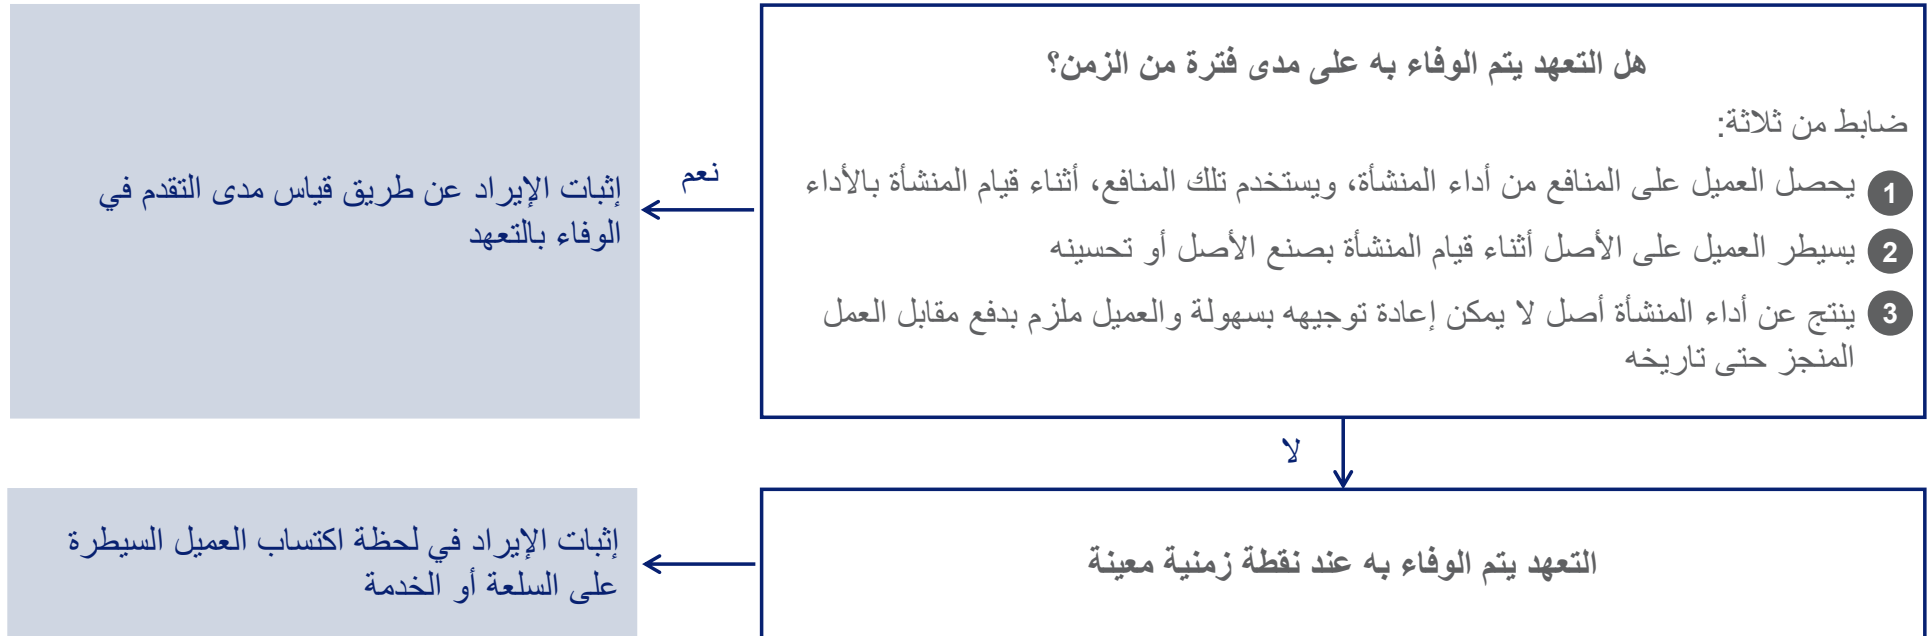 هل التعهد يتم الوفاء به على مدى فترة من الزمن؟
ضابط من ثلاثة:
1 يحصل العميل على المنافع من أداء المنشأة، ويستخدم تلك المنافع، أثناء قيام المنشأة بالأداء
2 يسيطر العميل على الأصل أثناء قيام المنشأة بصنع الأصل أو تحسينه
3 ينتج عن أداء المنشأة أصل لا يمكن إعادة توجيهه بسهولة والعميل ملزم بدفع مقابل العمل
المنجز حتى تاريخه
نعم
إثبات الإيراد عن طريق قياس مدى التقدم في
الوفاء بالتعهد
لا
التعهد يتم الوفاء به عند نقطة زمنية معينة
إثبات الإيراد في لحظة اكتساب العميل السيطرة
على السلعة أو الخدمة